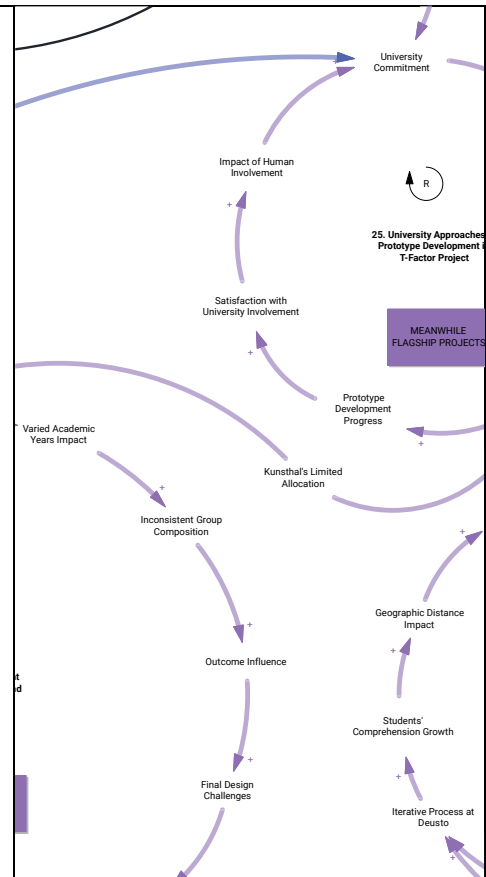 University
Commitment
Impact of Human
Involvement
R
25. University Approaches
Prototype Development i
T-Factor Project
Satisfaction with
University Involvement
MEANWHILE
FLAGSHIP PROJECTS
Prototype
Development
Progress
Varied Academic
Years Impact
Kunsthal's Limited
Allocation
Inconsistent Group
Composition
Geographic Distance
Impact
Outcome Influence
t
d
Students'
Comprehension Growth
Final Design
Challenges
Iterative Process at
Deusto